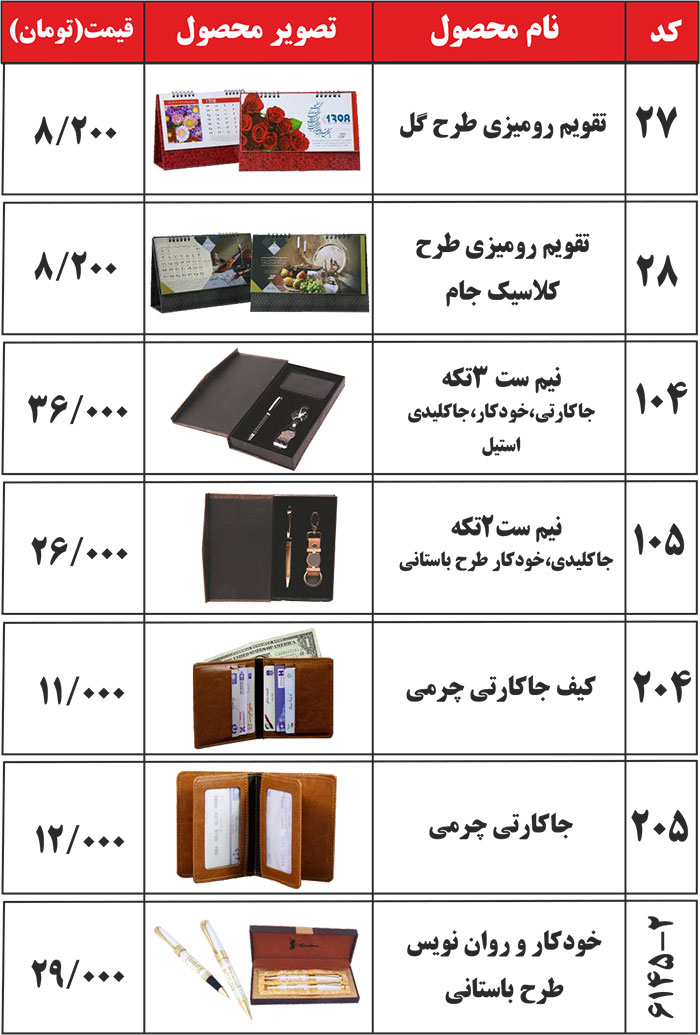 کد
نام محصول
تصویر محصول
قیمت(تومان)
۲۷
تقویم رومیزی طرح گل
۱۳۹۸
۸/۲۰۰
۲۸
تقویم رومیزی طرح
کلاسیک جام
۸/۲۰۰
۱۰۴
نیم ست ۳تکه
جاکارتی،خودکار،جاکلیدی
استیل
۳۶/۰۰۰
۱۰۵
نیم ست۲تکه
جاکلیدی،خودکار طرح باستانی
۲۶/۰۰۰
۲۰۴
کیف جاکارتی چرمی
۱۱/۰۰۰
۲۰۵
جاکارتی چرمی
۱۲/۰۰۰
۶۱۴۵-۲
خودکار و روان نویس
طرح باستانی
۲۹/۰۰۰